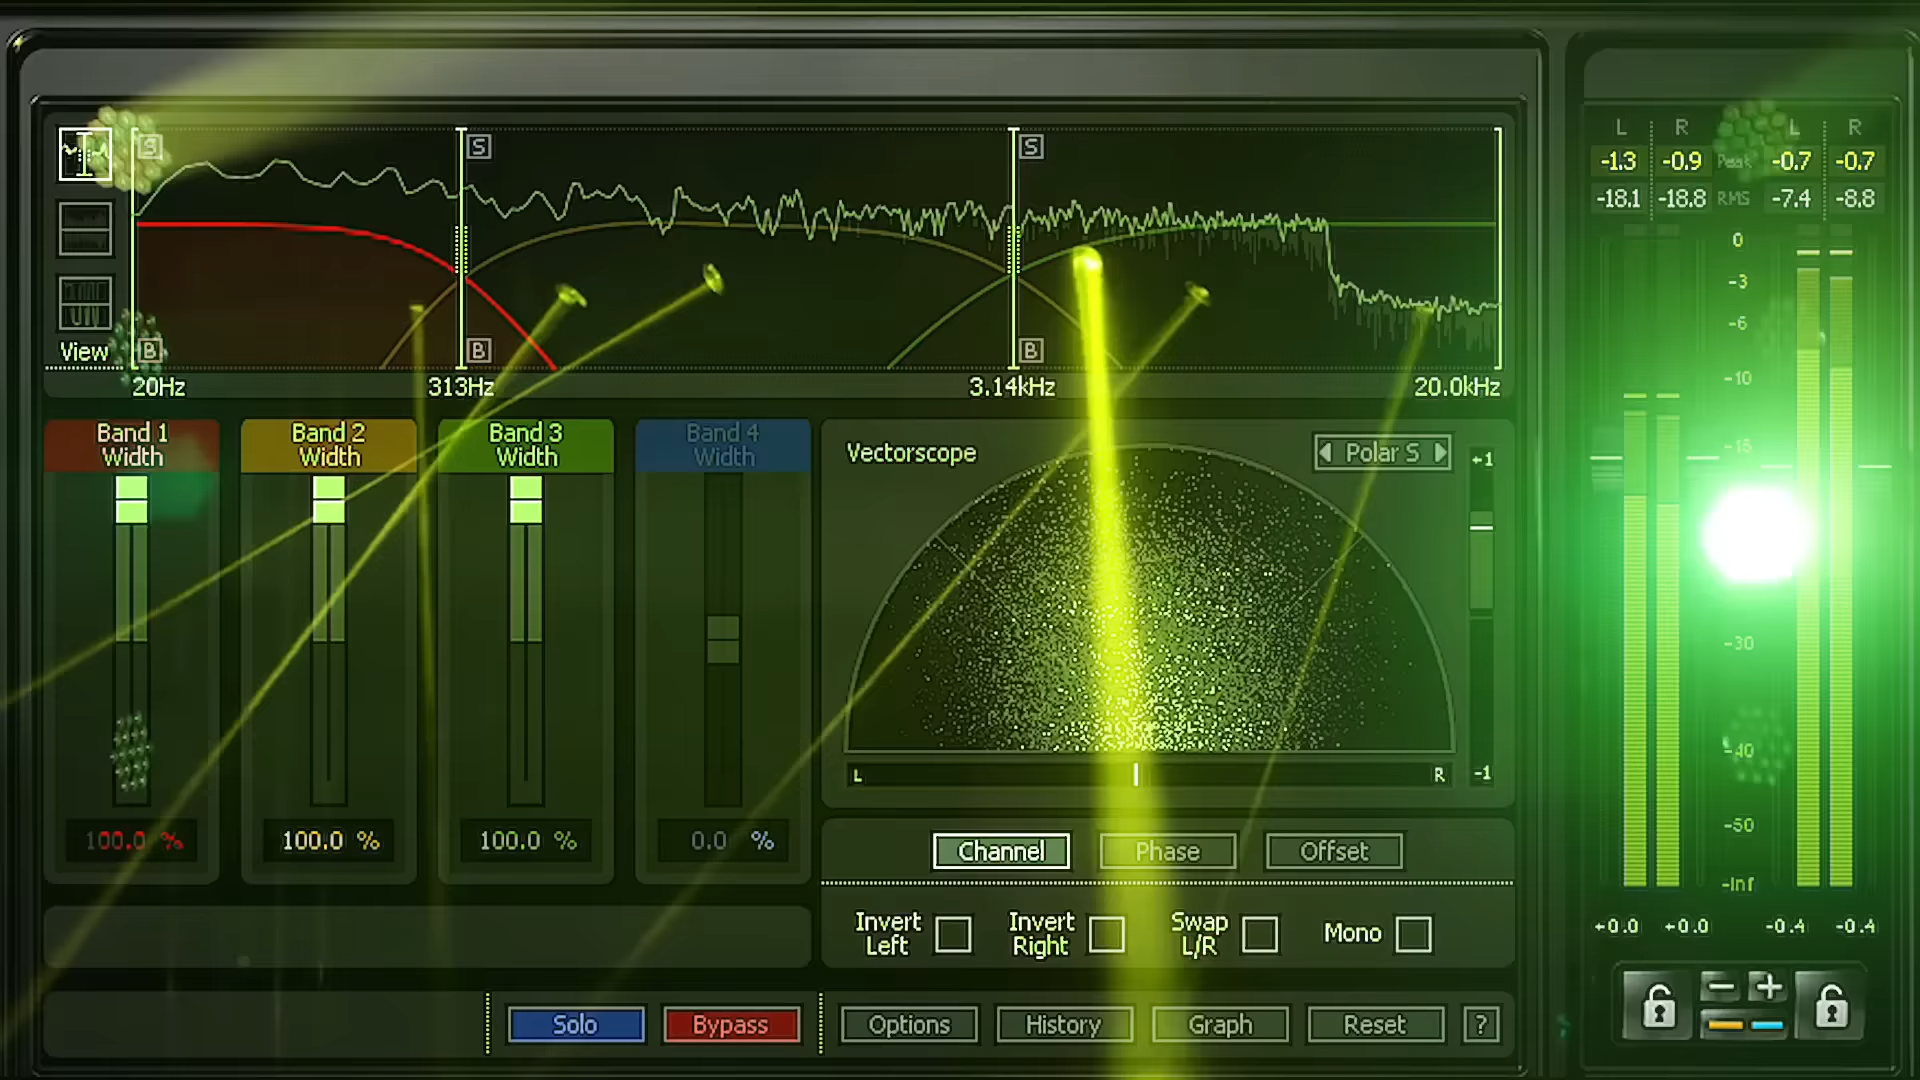 S
S
S
B
B
B
View
20Hz
313Hz
3.14kHz
20.0kHz
Band 1
Width
Band 2
Width
Band 3
Width
Band 4
Width
100.0 %
100.0 %
100.0 %
0.0 %
Vectorscope
Polar S
+1
-1
L
R
Channel
Phase
Offset
Invert
Left
Invert
Right
Swap
L/R
Mono
Solo
Bypass
Options
History
Graph
Reset
?
L R L R
-1.3 -0.9 Peak -0.7 -0.7
-18.1 -18.8 RMS -7.4 -8.8
0
-3
-6
-10
-15
-30
-40
-50
-Inf
+0.0 +0.0 -0.4 -0.4